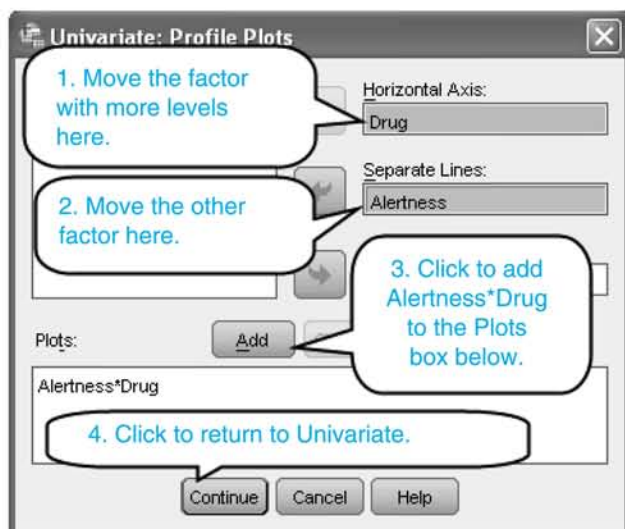 Univariate: Profile Plots
1. Move the factor
with more levels
here.
Horizontal Axis:
Drug
Separate Lines:
Alertness
2. Move the other
factor here.
3. Click to add
Alertness*Drug
to the Plots
box below.
Plots:
Add
Alertness*Drug
4. Click to return to Univariate.
Continue
Cancel
Help